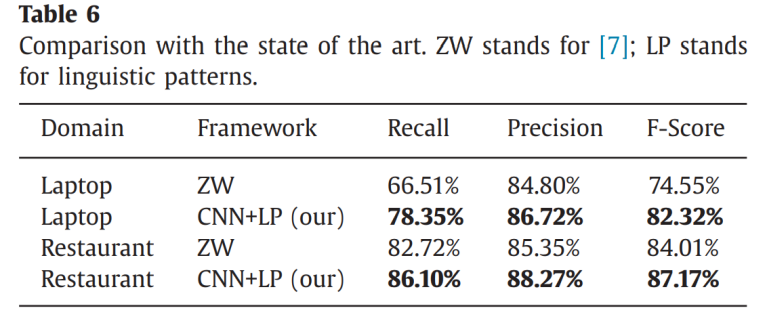 Table 6
Comparison with the state of the art. ZW stands for [7]; LP stands
for linguistic patterns.
Domain Framework Recall Precision F-Score
Laptop ZW 66.51% 84.80% 74.55%
Laptop CNN+LP (our) 78.35% 86.72% 82.32%
Restaurant ZW 82.72% 85.35% 84.01%
Restaurant CNN+LP (our) 86.10% 88.27% 87.17%